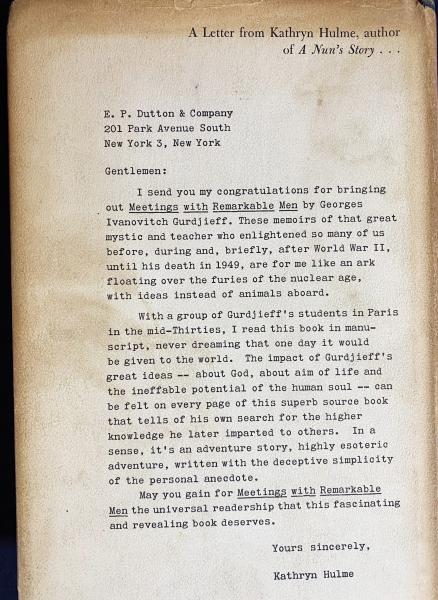 A Letter from Kathryn Hulme, author
of A Nun's Story . . .
E. P. Dutton & Company
201 Park Avenue South
New York 3, New York
Gentlemen:
I send you my congratulations for bringing
out Meetings with Remarkable Men by Georges
Ivanovitch Gurdjieff. These memoirs of that great
mystic and teacher who enlightened so many of us
before, during and, briefly, after World War II,
until his death in 1949, are for me like an ark
floating over the furies of the nuclear age,
with ideas instead of animals aboard.
With a group of Gurdjieff's students in Paris
in the mid-Thirties, I read this book in manu-
script, never dreaming that one day it would
be given to the world. The impact of Gurdjieff's
great ideas -- about God, about aim of life and
the ineffable potential of the human soul -- can
be felt on every page of this superb source book
that tells of his own search for the higher
knowledge he later imparted to others. In a
sense, it's an adventure story, highly esoteric
adventure, written with the deceptive simplicity
of the personal anecdote.
May you gain for Meetings with Remarkable
Men the universal readership that this fascinating
and revealing book deserves.
Yours sincerely,
Kathryn Hulme